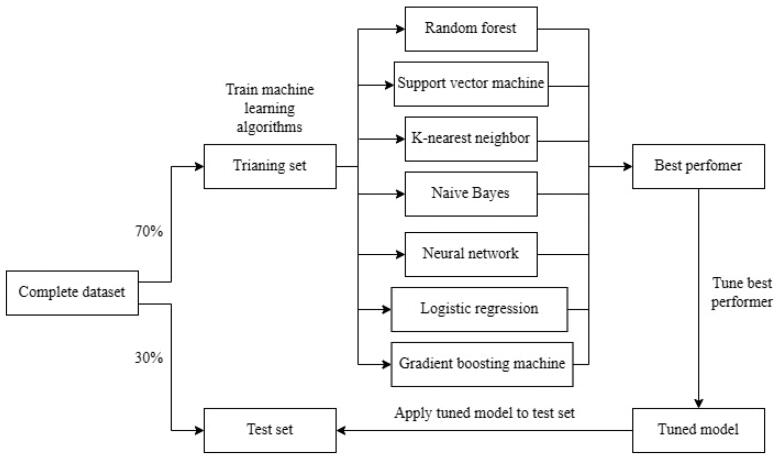 Random forest
Train machine
learning
algorithms
Support vector machine
K-nearest neighbor
Trianing set
Best perfomer
Naive Bayes
70%
Neural network
Complete dataset
Tune best
performer
Logistic regression
30%
Gradient boosting machine
Apply tuned model to test set
Test set
Tuned model